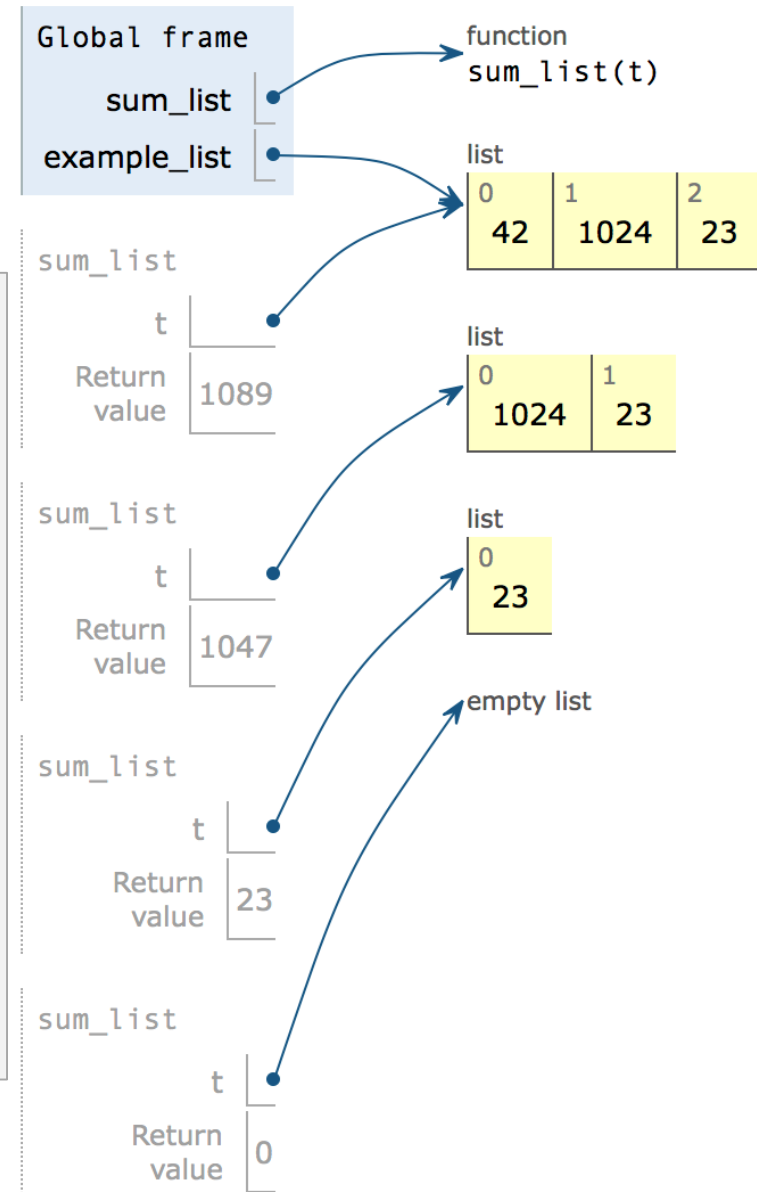 Global frame
sum_list
example_list
function
sum_list(t)
list
0 1 2
42 1024 23
sum_list
t
Return
value
1089
list
0 1
1024 23
sum_list
t
Return
value
1047
list
0
23
empty list
sum_list
t
Return
value
23
sum_list
t
Return
value
0